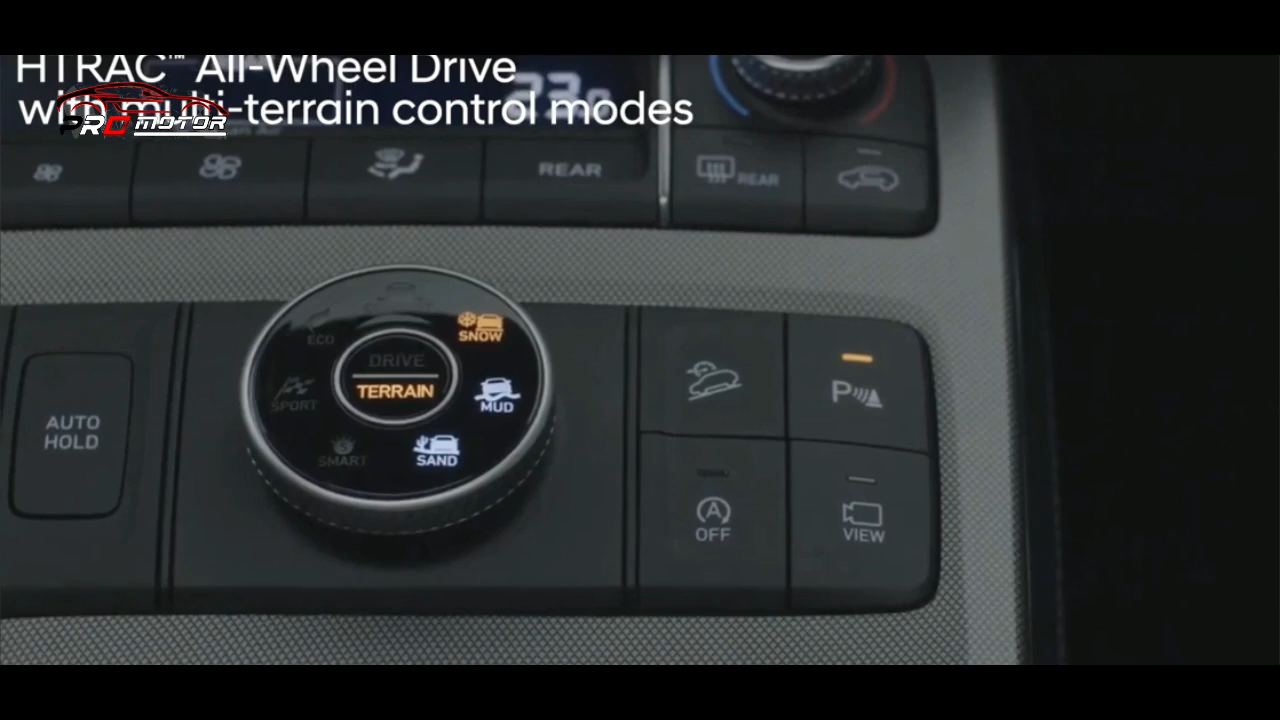 HTRAC™ All-Wheel Drive
with multi-terrain control modes
PRO MOTOR
REAR
REAR
ECO
SNOW
DRIVE
TERRAIN
SPORT
MUD
SMART
SAND
AUTO
HOLD
P
A
OFF
VIEW